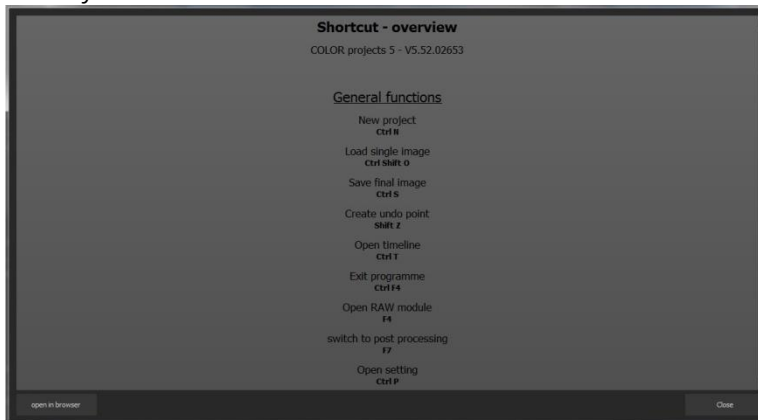 Shortcut - overview
COLOR projects 5 - V5.52.02653
General functions
New project
Ctrl N
Load single image
Ctrl Shift O
Save final image
Ctrl S
Create undo point
Shift Z
Open timeline
Ctrl T
Exit programme
Ctrl F4
Open RAW module
F4
switch to post processing
F7
Open setting
Ctrl P
open in browser
Close